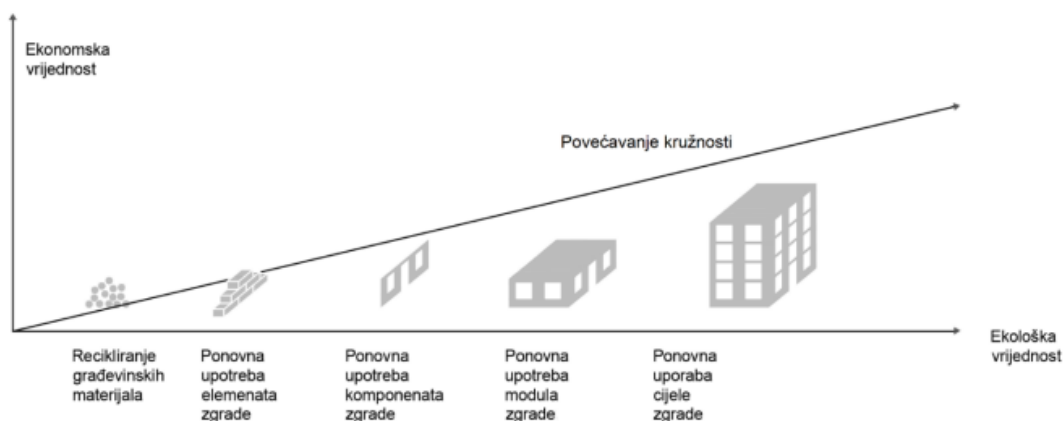 Ekonomska
vrijednost
Povećavanje kružnosti
Ekološka
vrijednost
Recikliranje
građevinskih
materijala
Ponovna
upotreba
elemenata
zgrade
Ponovna
upotreba
komponenata
zgrade
Ponovna
upotreba
modula
zgrade
Ponovna
uporaba
cijele
zgrade